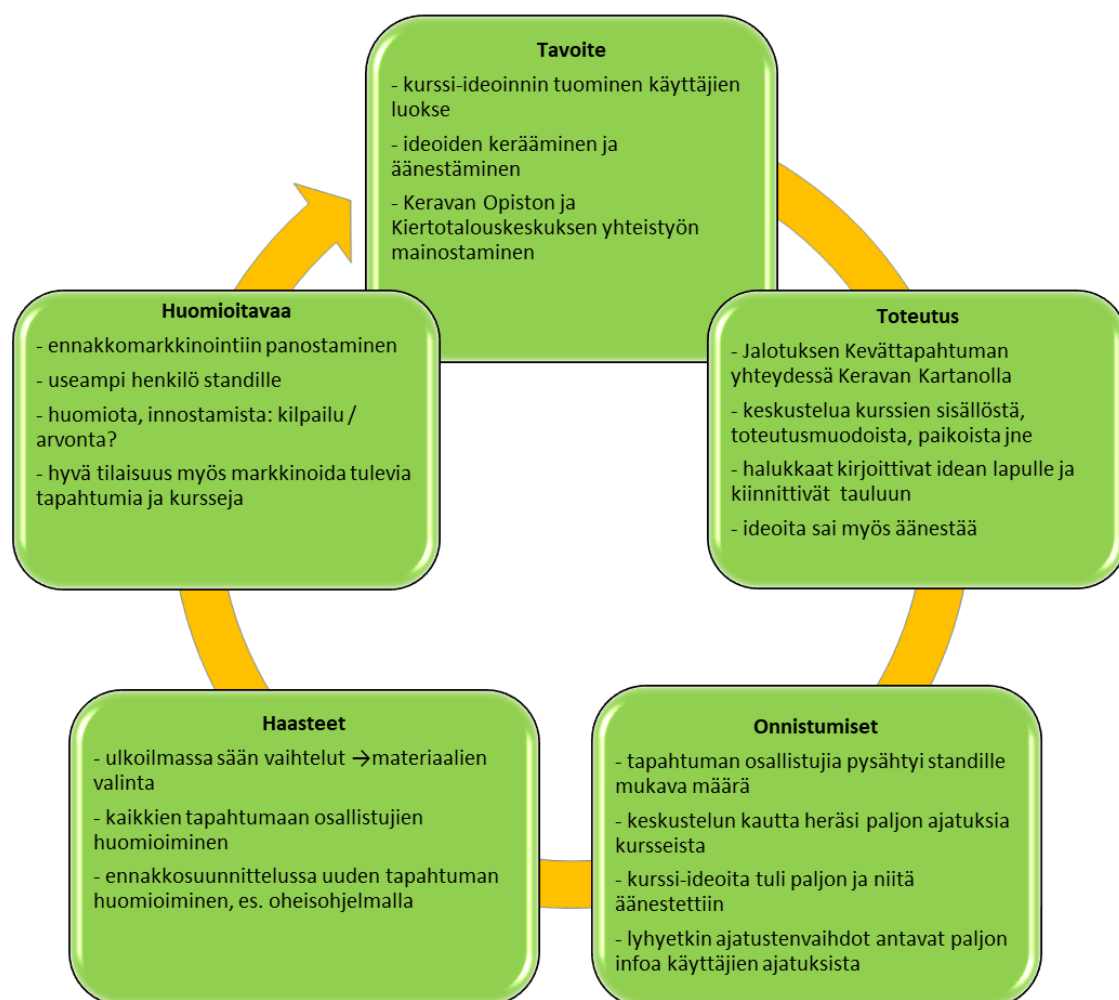 Tavoite
- kurssi-ideoinnin tuominen käyttäjien
luokse
- ideoiden kerääminen ja
äänestäminen
- Keravan Opiston ja
Kiertotalouskeskuksen yhteistyön
mainostaminen
Toteutus
- Jalotuksen Kevättapahtuman
yhteydessä Keravan Kartanolla
- keskustelua kurssien sisällöstä,
toteutusmuodoista, paikoista jne
- halukkaat kirjoittivat idean lapulle ja
kiinnittivät tauluun
- ideoita sai myös äänestää
Onnistumiset
- tapahtuman osallistujia pysähtyi standille
mukava määrä
- keskustelun kautta heräsi paljon ajatuksia
kursseista
- kurssi-ideoita tuli paljon ja niitä
äänestettiin
- lyhyetkin ajatustenvaihdot antavat paljon
infoa käyttäjien ajatuksista
Haasteet
- ulkoilmassa sään vaihtelut →materiaalien
valinta
- kaikkien tapahtumaan osallistujien
huomioiminen
- ennakkosuunnittelussa uuden tapahtuman
huomioiminen, es. oheisohjelmalla
Huomioitavaa
- ennakkomarkkinointiin panostaminen
- useampi henkilö standille
- huomiota, innostamista: kilpailu /
arvonta?
- hyvä tilaisuus myös markkinoida tulevia
tapahtumia ja kursseja